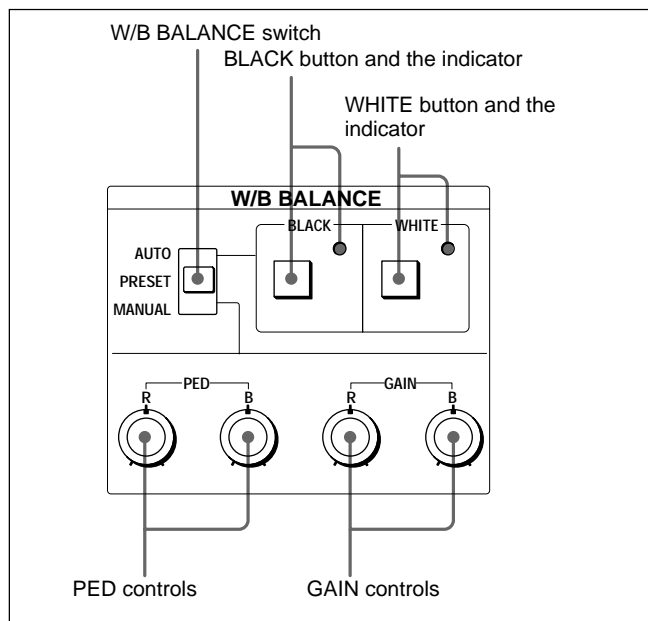 W/B BALANCE switch
BLACK button and the indicator
WHITE button and the
indicator
W/B BALANCE
BLACK
WHITE
AUTO
PRESET
MANUAL
PED
GAIN
R
B
R
B
PED controls
GAIN controls